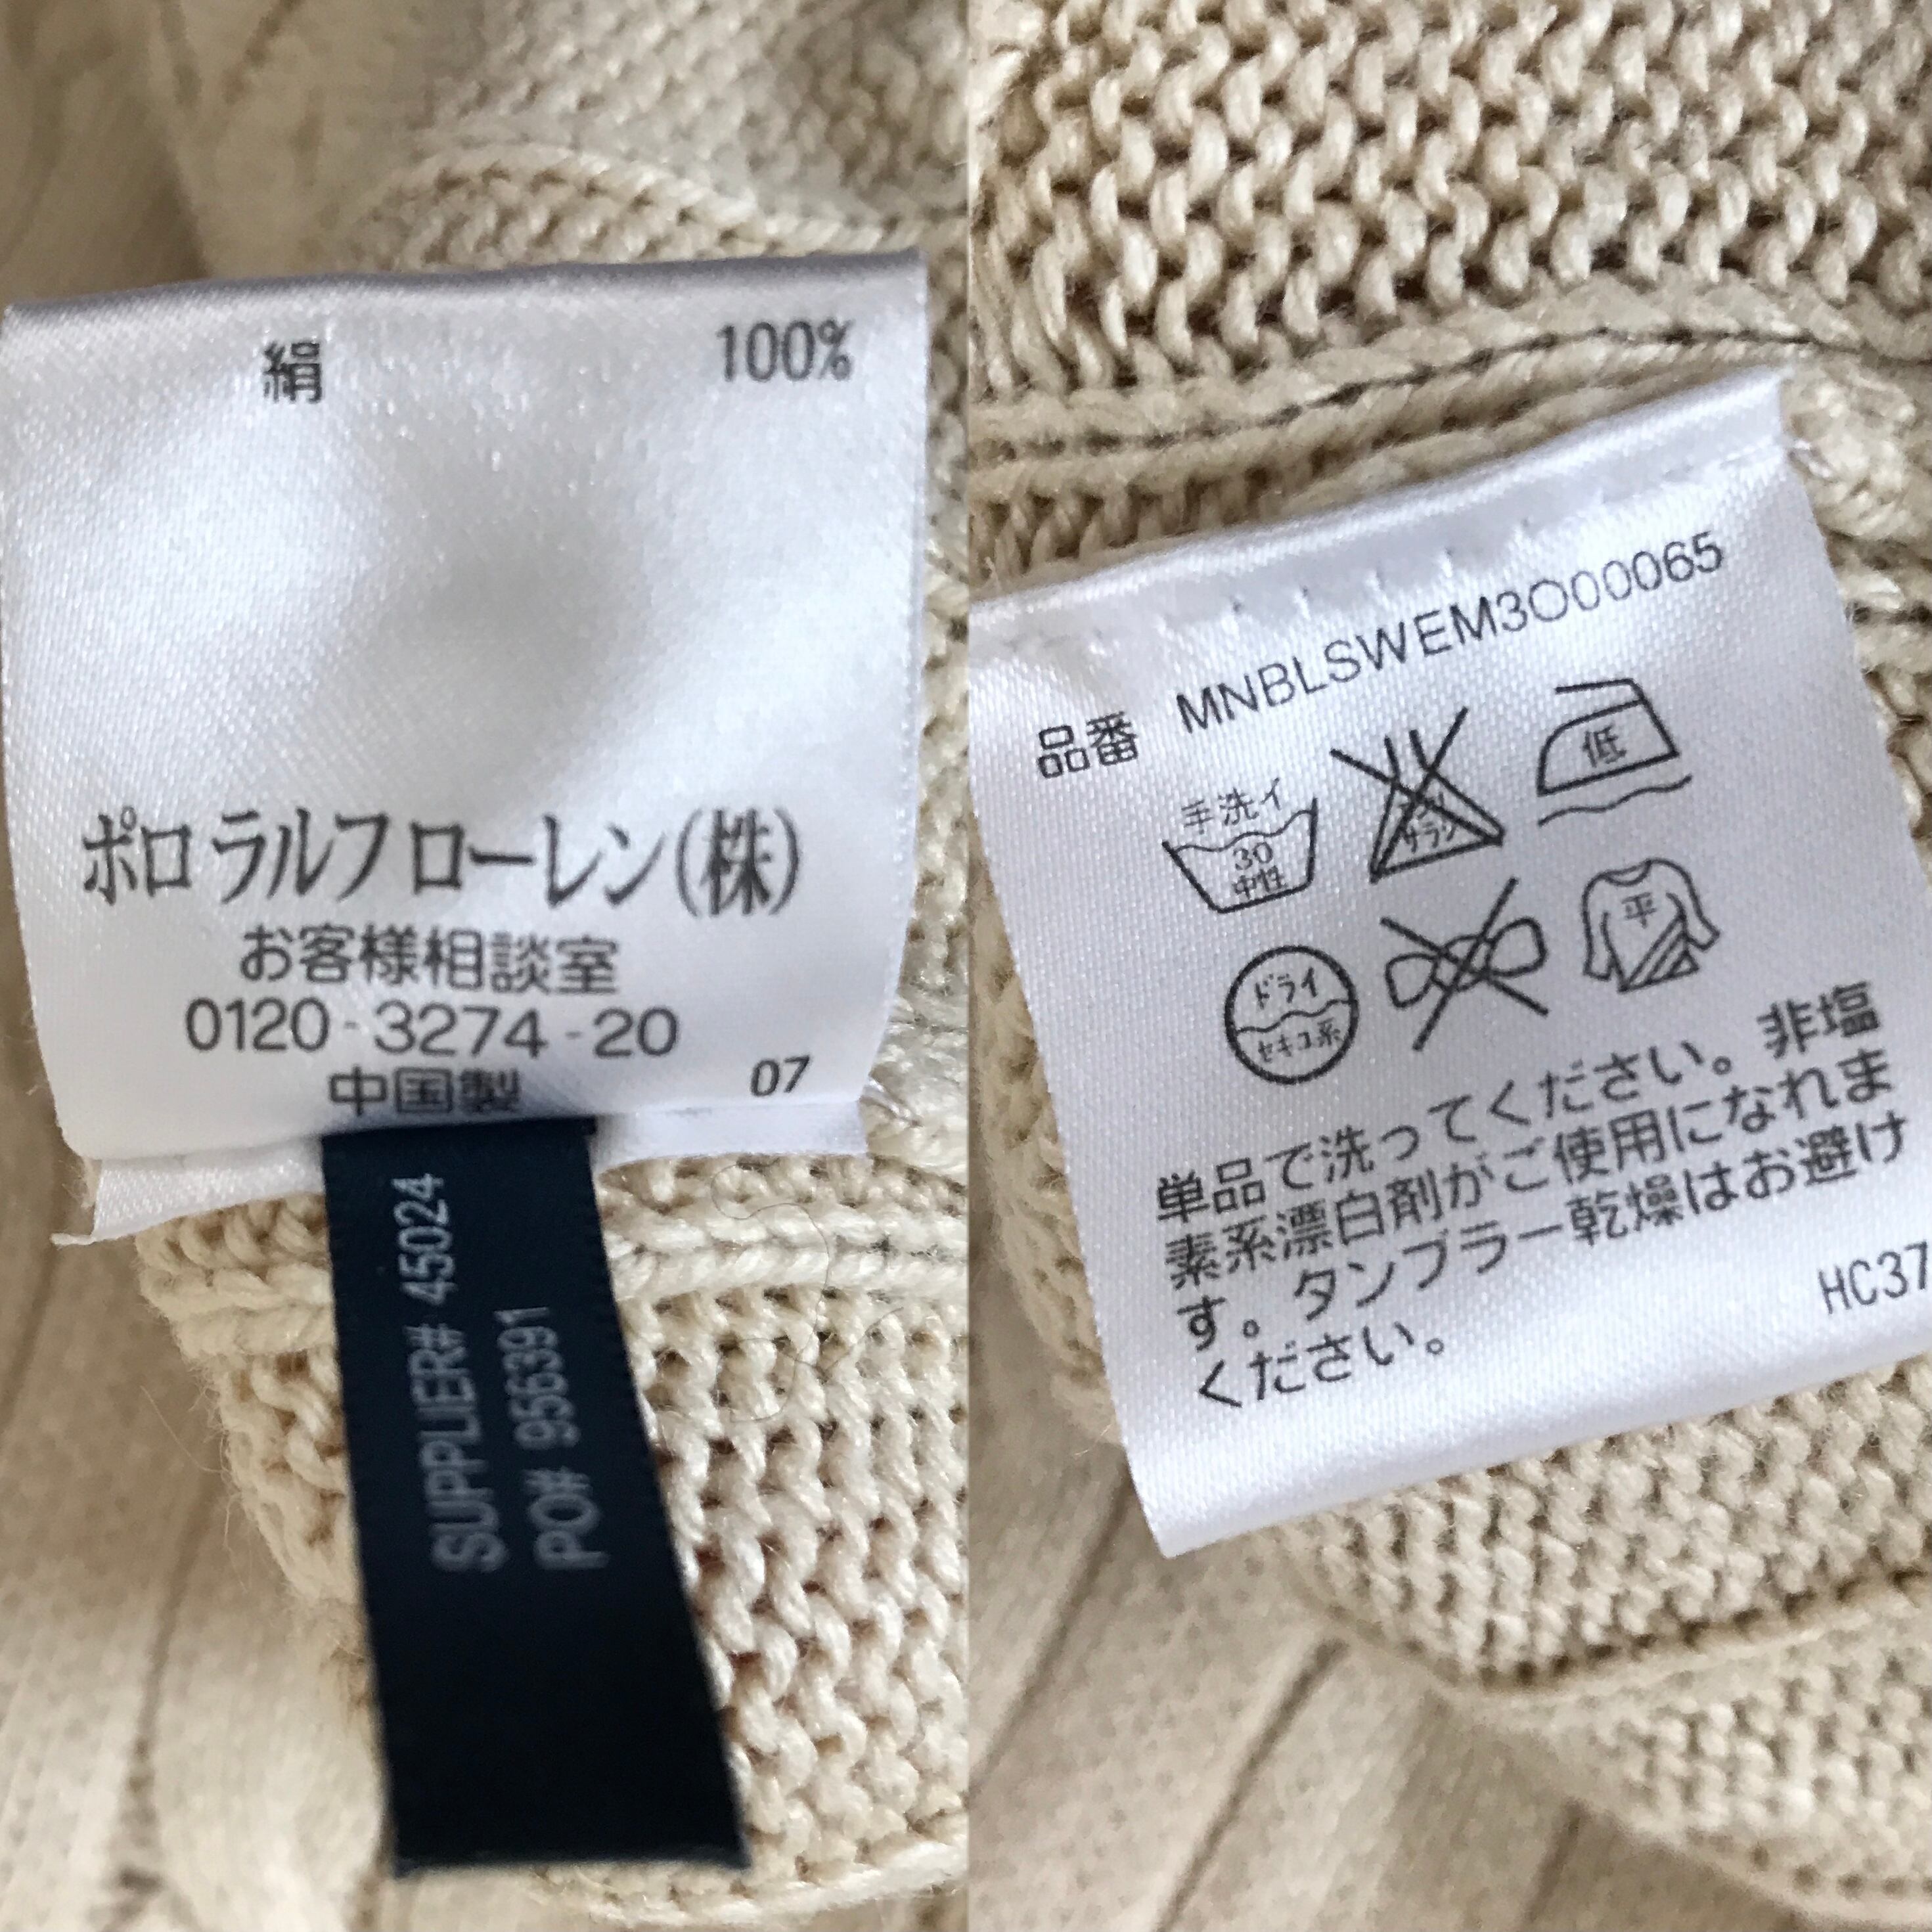 絹 100%
ポロ ラルフ ローレン(株)
お客様相談室
0120-3274-20
中国製 07
SUPPLIER# 45024
PO# 956391
品番 MNBLSWEM3O00065
手洗イ
30
中性
サラシ
低
ドライ
セキユ系
平
単品で洗ってください。非塩
素系漂白剤がご使用になれま
す。タンブラー乾燥はお避け
ください。
HC37